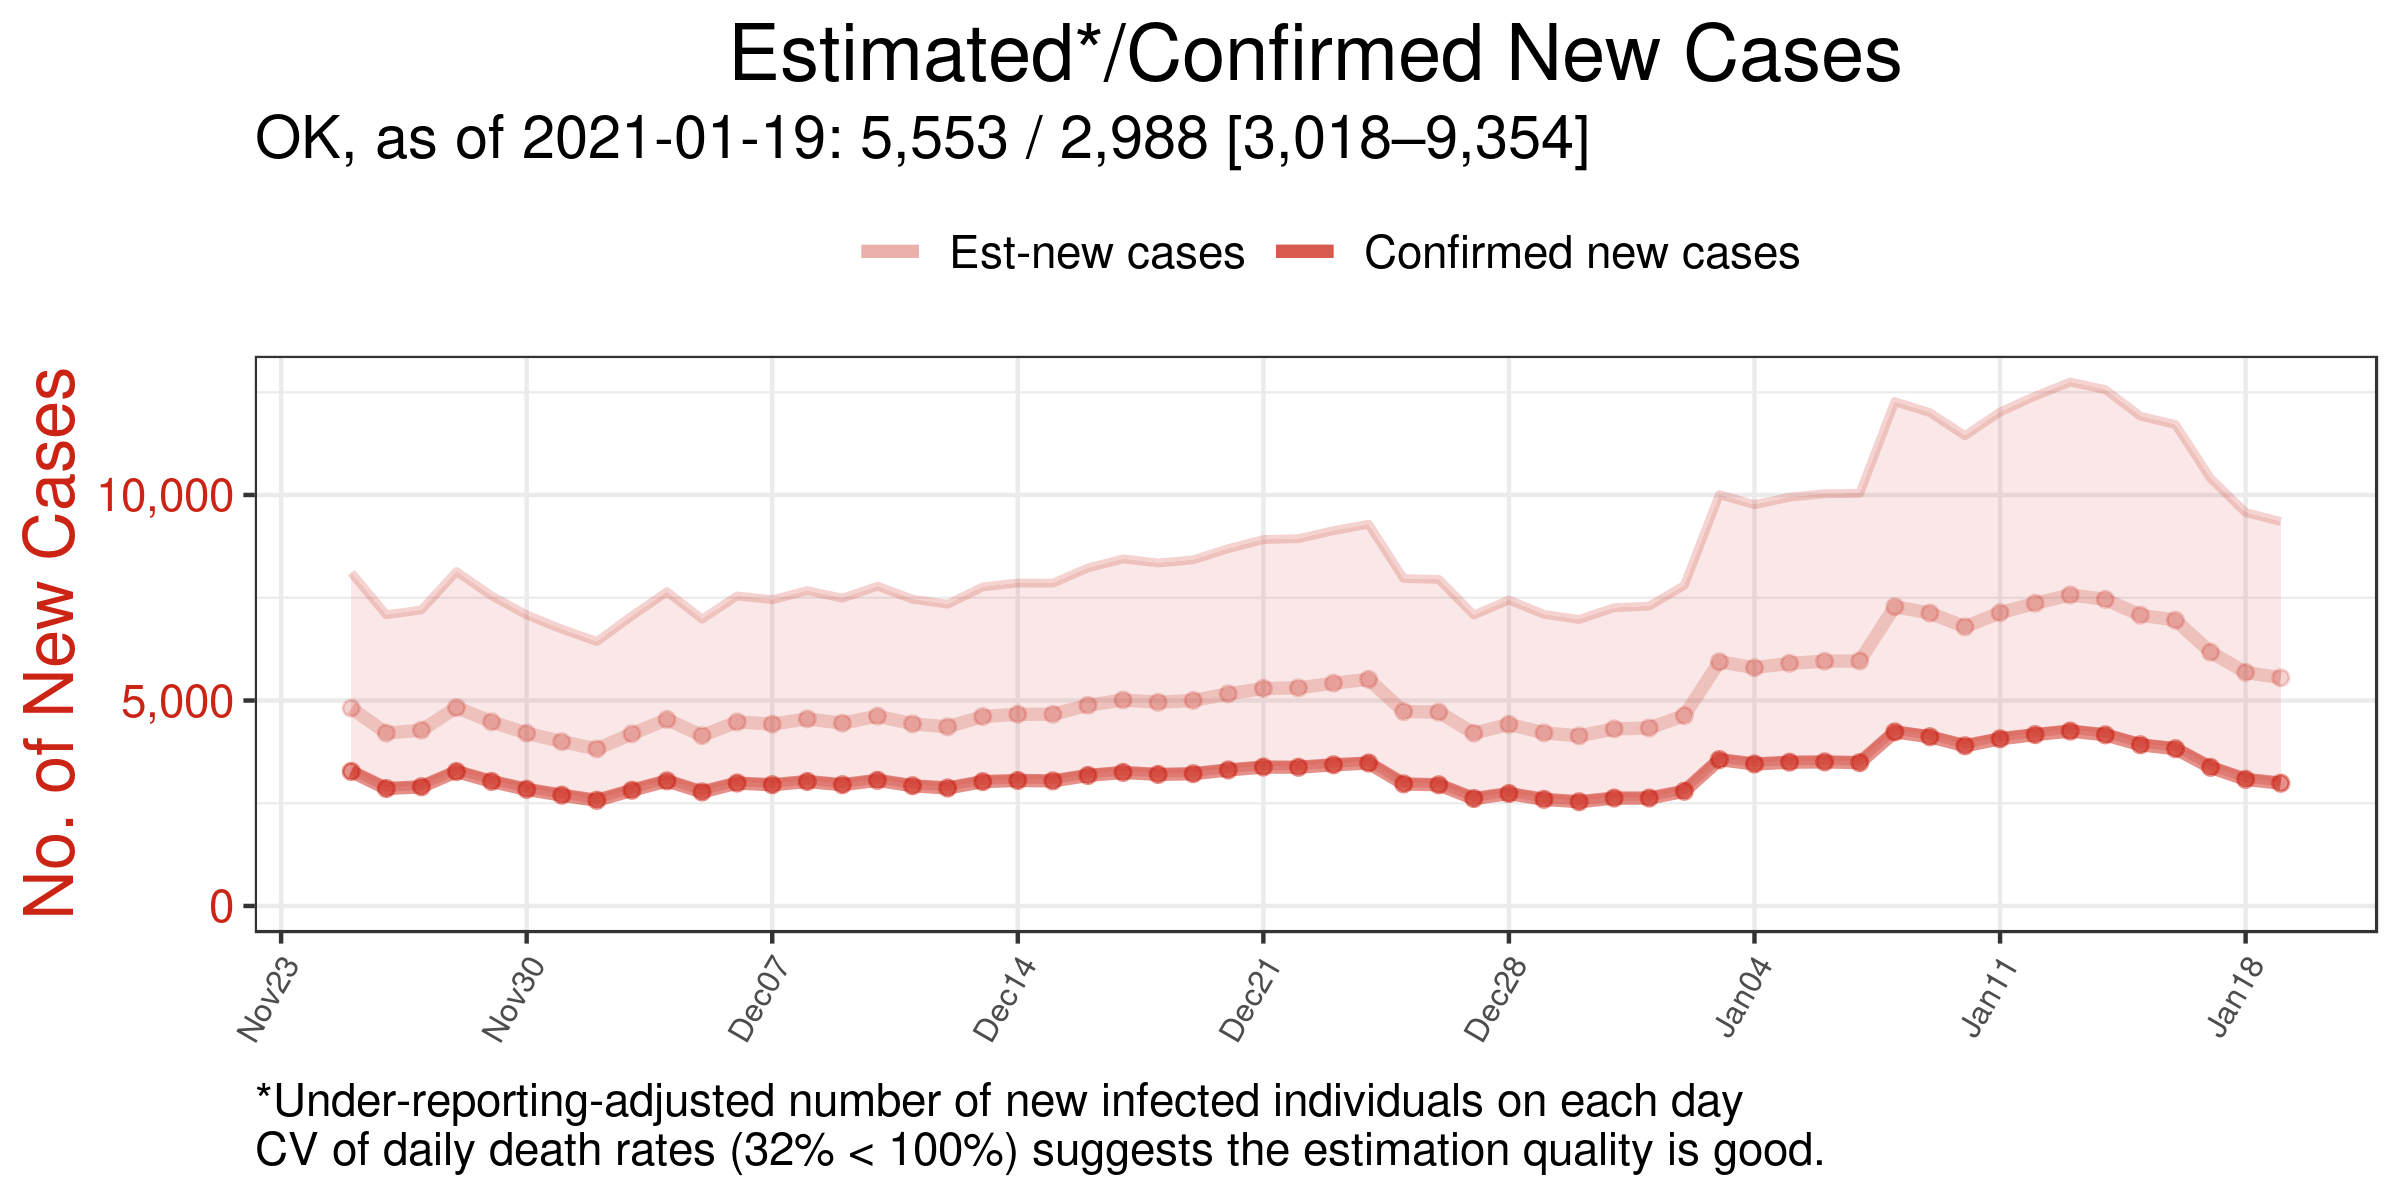 Estimated*/Confirmed New Cases
OK, as of 2021-01-19: 5,553 / 2,988 [3,018–9,354]
Est-new cases Confirmed new cases
No. of New Cases
10,000
5,000
0
Nov23 Nov30 Dec07 Dec14 Dec21 Dec28 Jan04 Jan11 Jan18
*Under-reporting-adjusted number of new infected individuals on each day
CV of daily death rates (32% < 100%) suggests the estimation quality is good.